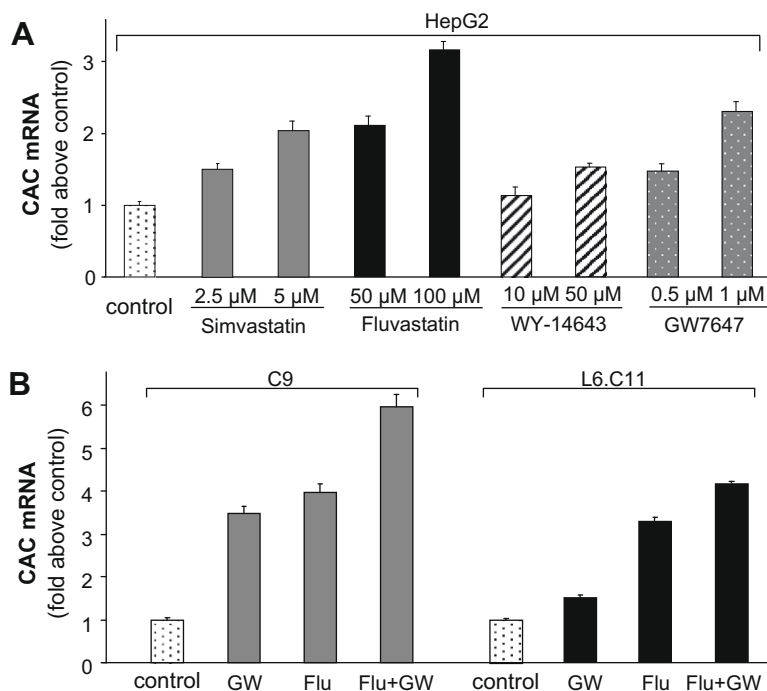 A
HepG2
CAC mRNA
(fold above control)
3
2
1
0
control
2.5 µM 5 µM 50 µM 100 µM 10 µM 50 µM 0.5 µM 1 µM
Simvastatin Fluvastatin WY-14643 GW7647
B
C9 L6.C11
CAC mRNA
(fold above control)
6
5
4
3
2
1
0
control GW Flu Flu+GW control GW Flu Flu+GW